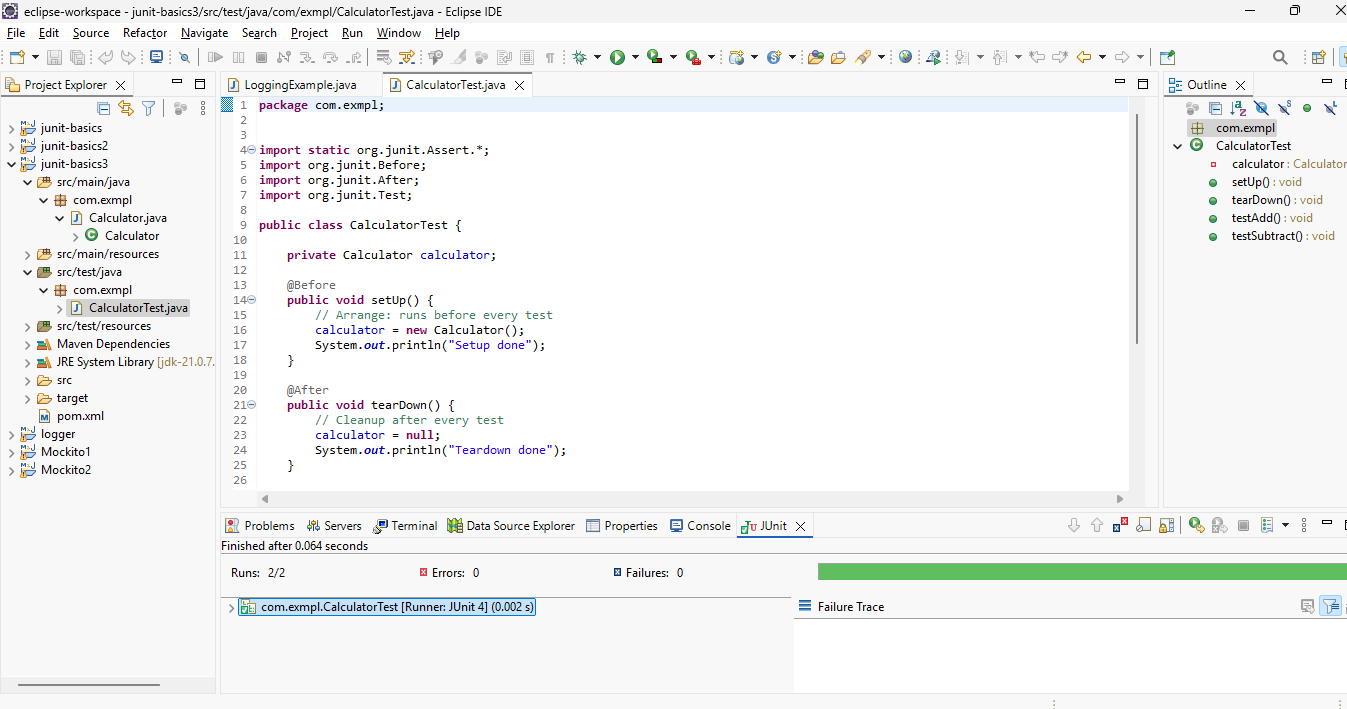 eclipse-workspace - junit-basics3/src/test/java/com/exmpl/CalculatorTest.java - Eclipse IDE
File Edit Source Refactor Navigate Search Project Run Window Help
Project Explorer
junit-basics
junit-basics2
junit-basics3
src/main/java
com.exmpl
Calculator.java
Calculator
src/main/resources
src/test/java
com.exmpl
CalculatorTest.java
src/test/resources
Maven Dependencies
JRE System Library [jdk-21.0.7.
src
target
pom.xml
logger
Mockito1
Mockito2
LoggingExample.java CalculatorTest.java
1 package com.exmpl;
2
3
4 import static org.junit.Assert.*;
5 import org.junit.Before;
6 import org.junit.After;
7 import org.junit.Test;
8
9 public class CalculatorTest {
10
11 private Calculator calculator;
12
13 @Before
14 public void setUp() {
15 // Arrange: runs before every test
16 calculator = new Calculator();
17 System.out.println("Setup done");
18 }
19
20 @After
21 public void tearDown() {
22 // Cleanup after every test
23 calculator = null;
24 System.out.println("Teardown done");
25 }
26
Outline
com.exmpl
CalculatorTest
calculator : Calculator
setUp() : void
tearDown() : void
testAdd() : void
testSubtract() : void
Problems Servers Terminal Data Source Explorer Properties Console JUnit
Finished after 0.064 seconds
Runs: 2/2 Errors: 0 Failures: 0
com.exmpl.CalculatorTest [Runner: JUnit 4] (0.002 s)
Failure Trace